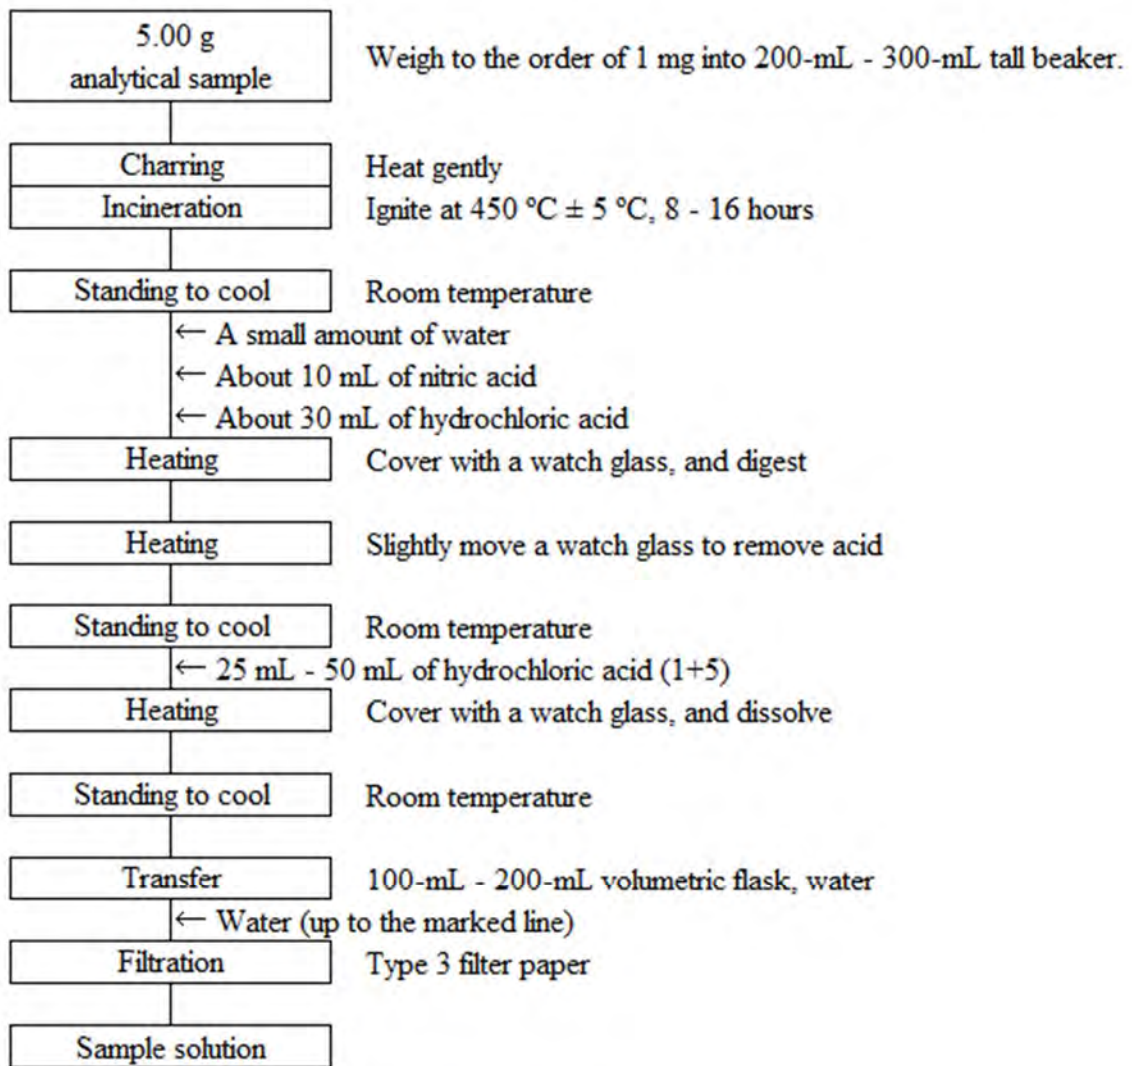 5.00 g
analytical sample
Weigh to the order of 1 mg into 200-mL - 300-mL tall beaker.
Charring
Heat gently
Incineration
Ignite at 450 ºC ± 5 ºC, 8 - 16 hours
Standing to cool
Room temperature
← A small amount of water
← About 10 mL of nitric acid
← About 30 mL of hydrochloric acid
Heating
Cover with a watch glass, and digest
Heating
Slightly move a watch glass to remove acid
Standing to cool
Room temperature
← 25 mL - 50 mL of hydrochloric acid (1+5)
Heating
Cover with a watch glass, and dissolve
Standing to cool
Room temperature
Transfer
100-mL - 200-mL volumetric flask, water
← Water (up to the marked line)
Filtration
Type 3 filter paper
Sample solution